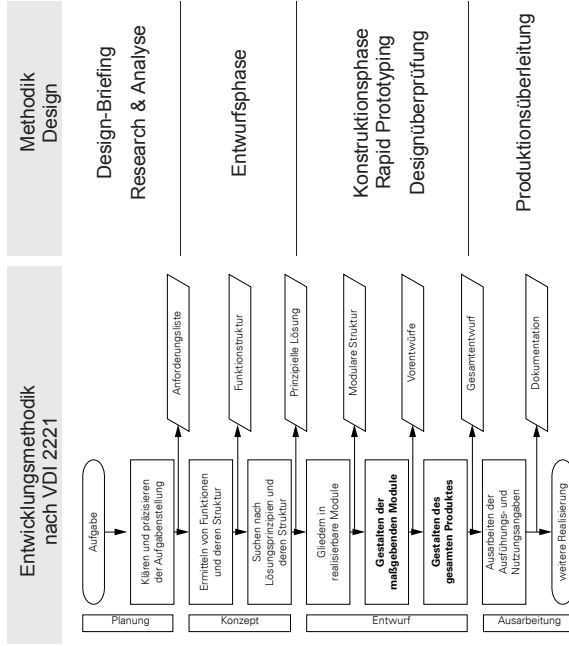 Entwicklungsmethodik
nach VDI 2221
Methodik
Design
Planung
Konzept
Entwurf
Ausarbeitung
Aufgabe
Klären und präzisieren
der Aufgabenstellung
Ermitteln von Funktionen
und deren Struktur
Suchen nach
Lösungsprinzipien und
deren Struktur
Gliedern in
realisierbare Module
Gestalten der
maßgebenden Module
Gestalten des
gesamten Produktes
Ausarbeiten der
Ausführungs- und
Nutzungsangaben
weitere Realisierung
Anforderungsliste
Funktionstruktur
Prinzipielle Lösung
Modulare Struktur
Vorentwürfe
Gesamtentwurf
Dokumentation
Design-Briefing
Research & Analyse
Entwurfsphase
Konstruktionsphase
Rapid Prototyping
Designüberprüfung
Produktionsüberleitung